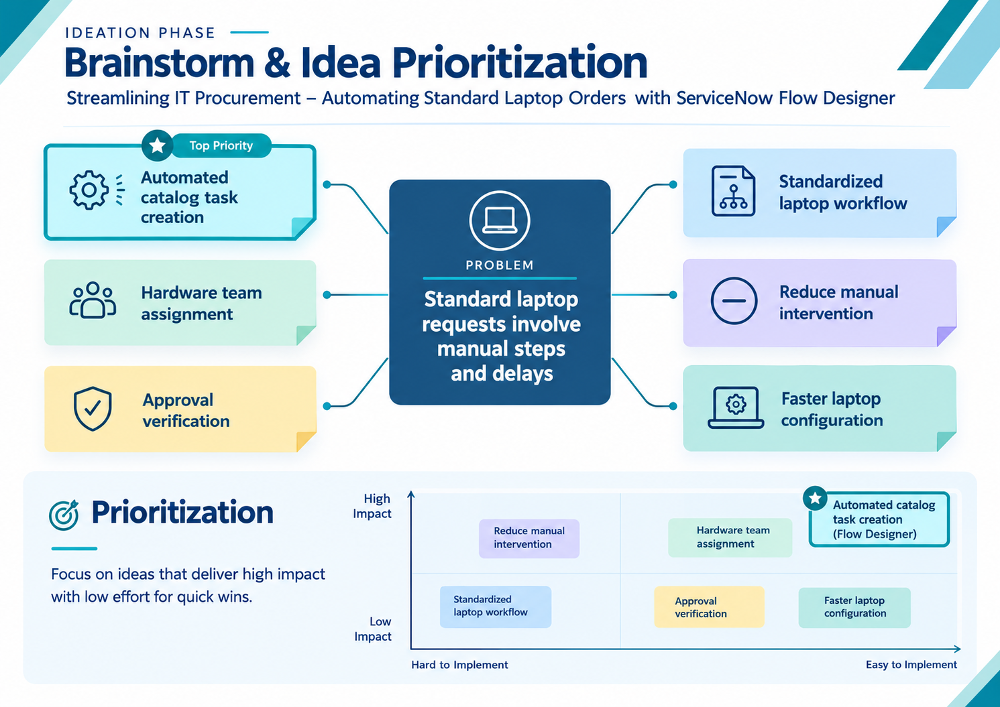 IDEATION PHASE
Brainstorm & Idea Prioritization
Streamlining IT Procurement – Automating Standard Laptop Orders with ServiceNow Flow Designer
Top Priority
Automated
catalog task
creation
Hardware team
assignment
Approval
verification
PROBLEM
Standard laptop
requests involve
manual steps
and delays
Standardized
laptop workflow
Reduce manual
intervention
Faster laptop
configuration
Prioritization
Focus on ideas that deliver high impact
with low effort for quick wins.
High
Impact
Low
Impact
Reduce manual
intervention
Hardware team
assignment
Automated catalog
task creation
(Flow Designer)
Standardized
laptop workflow
Approval
verification
Faster laptop
configuration
Hard to Implement
Easy to Implement